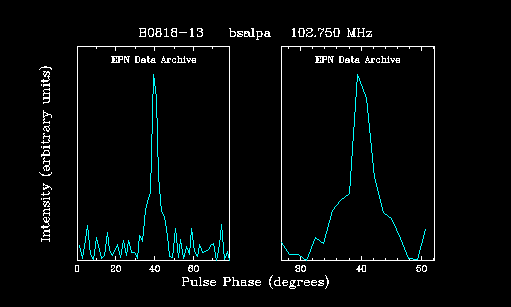 B0818-13 bsalpa 102.750 MHz
EPN Data Archive EPN Data Archive
Intensity (arbitrary units)
0 20 40 60 30 40 50
Pulse Phase (degrees)